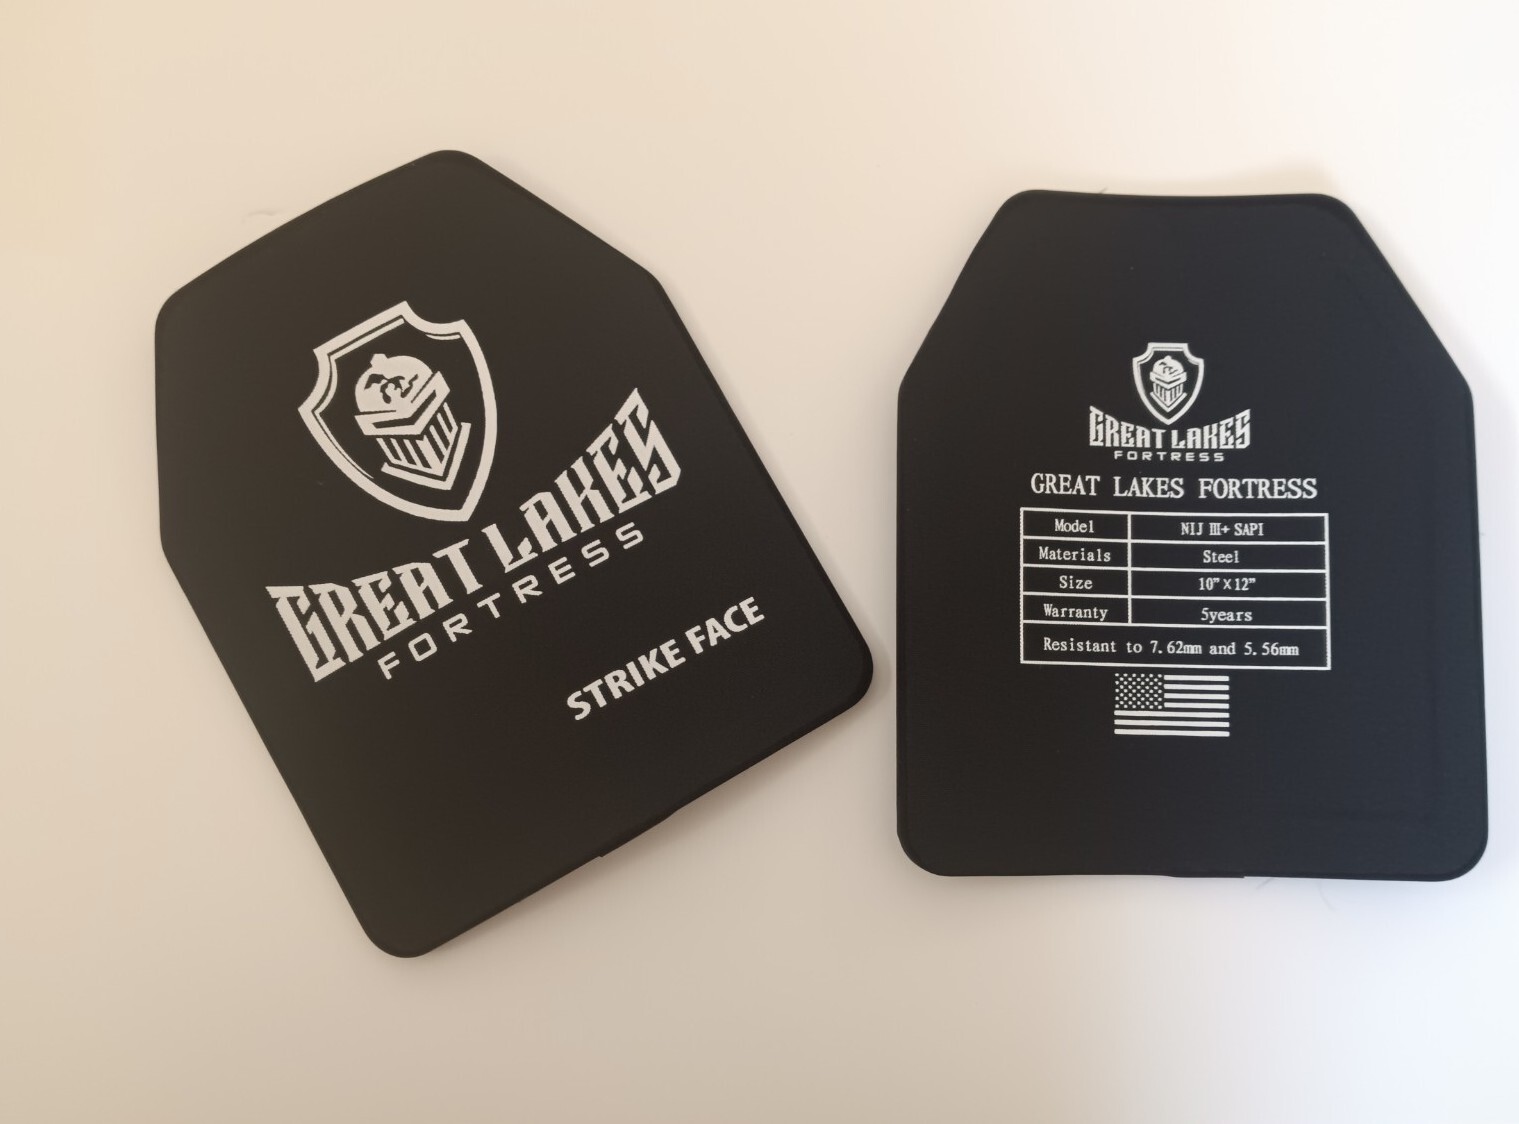 GREAT LAKES
FORTRESS
STRIKE FACE
GREAT LAKES
FORTRESS
GREAT LAKES FORTRESS
Model NIJ Ⅲ+ SAPI
Materials Steel
Size 10”×12”
Warranty 5years
Resistant to 7.62mm and 5.56mm